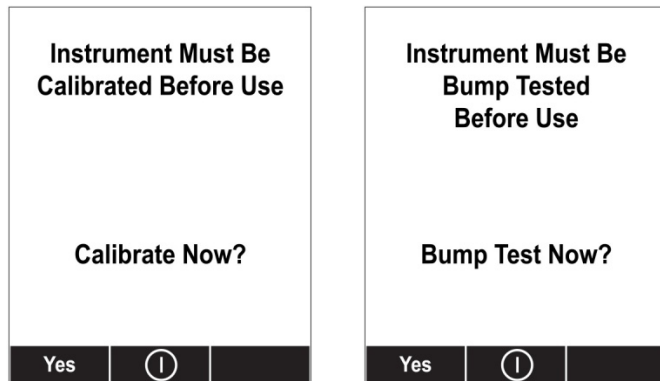 Instrument Must Be
Calibrated Before Use
Calibrate Now?
Yes
Instrument Must Be
Bump Tested
Before Use
Bump Test Now?
Yes